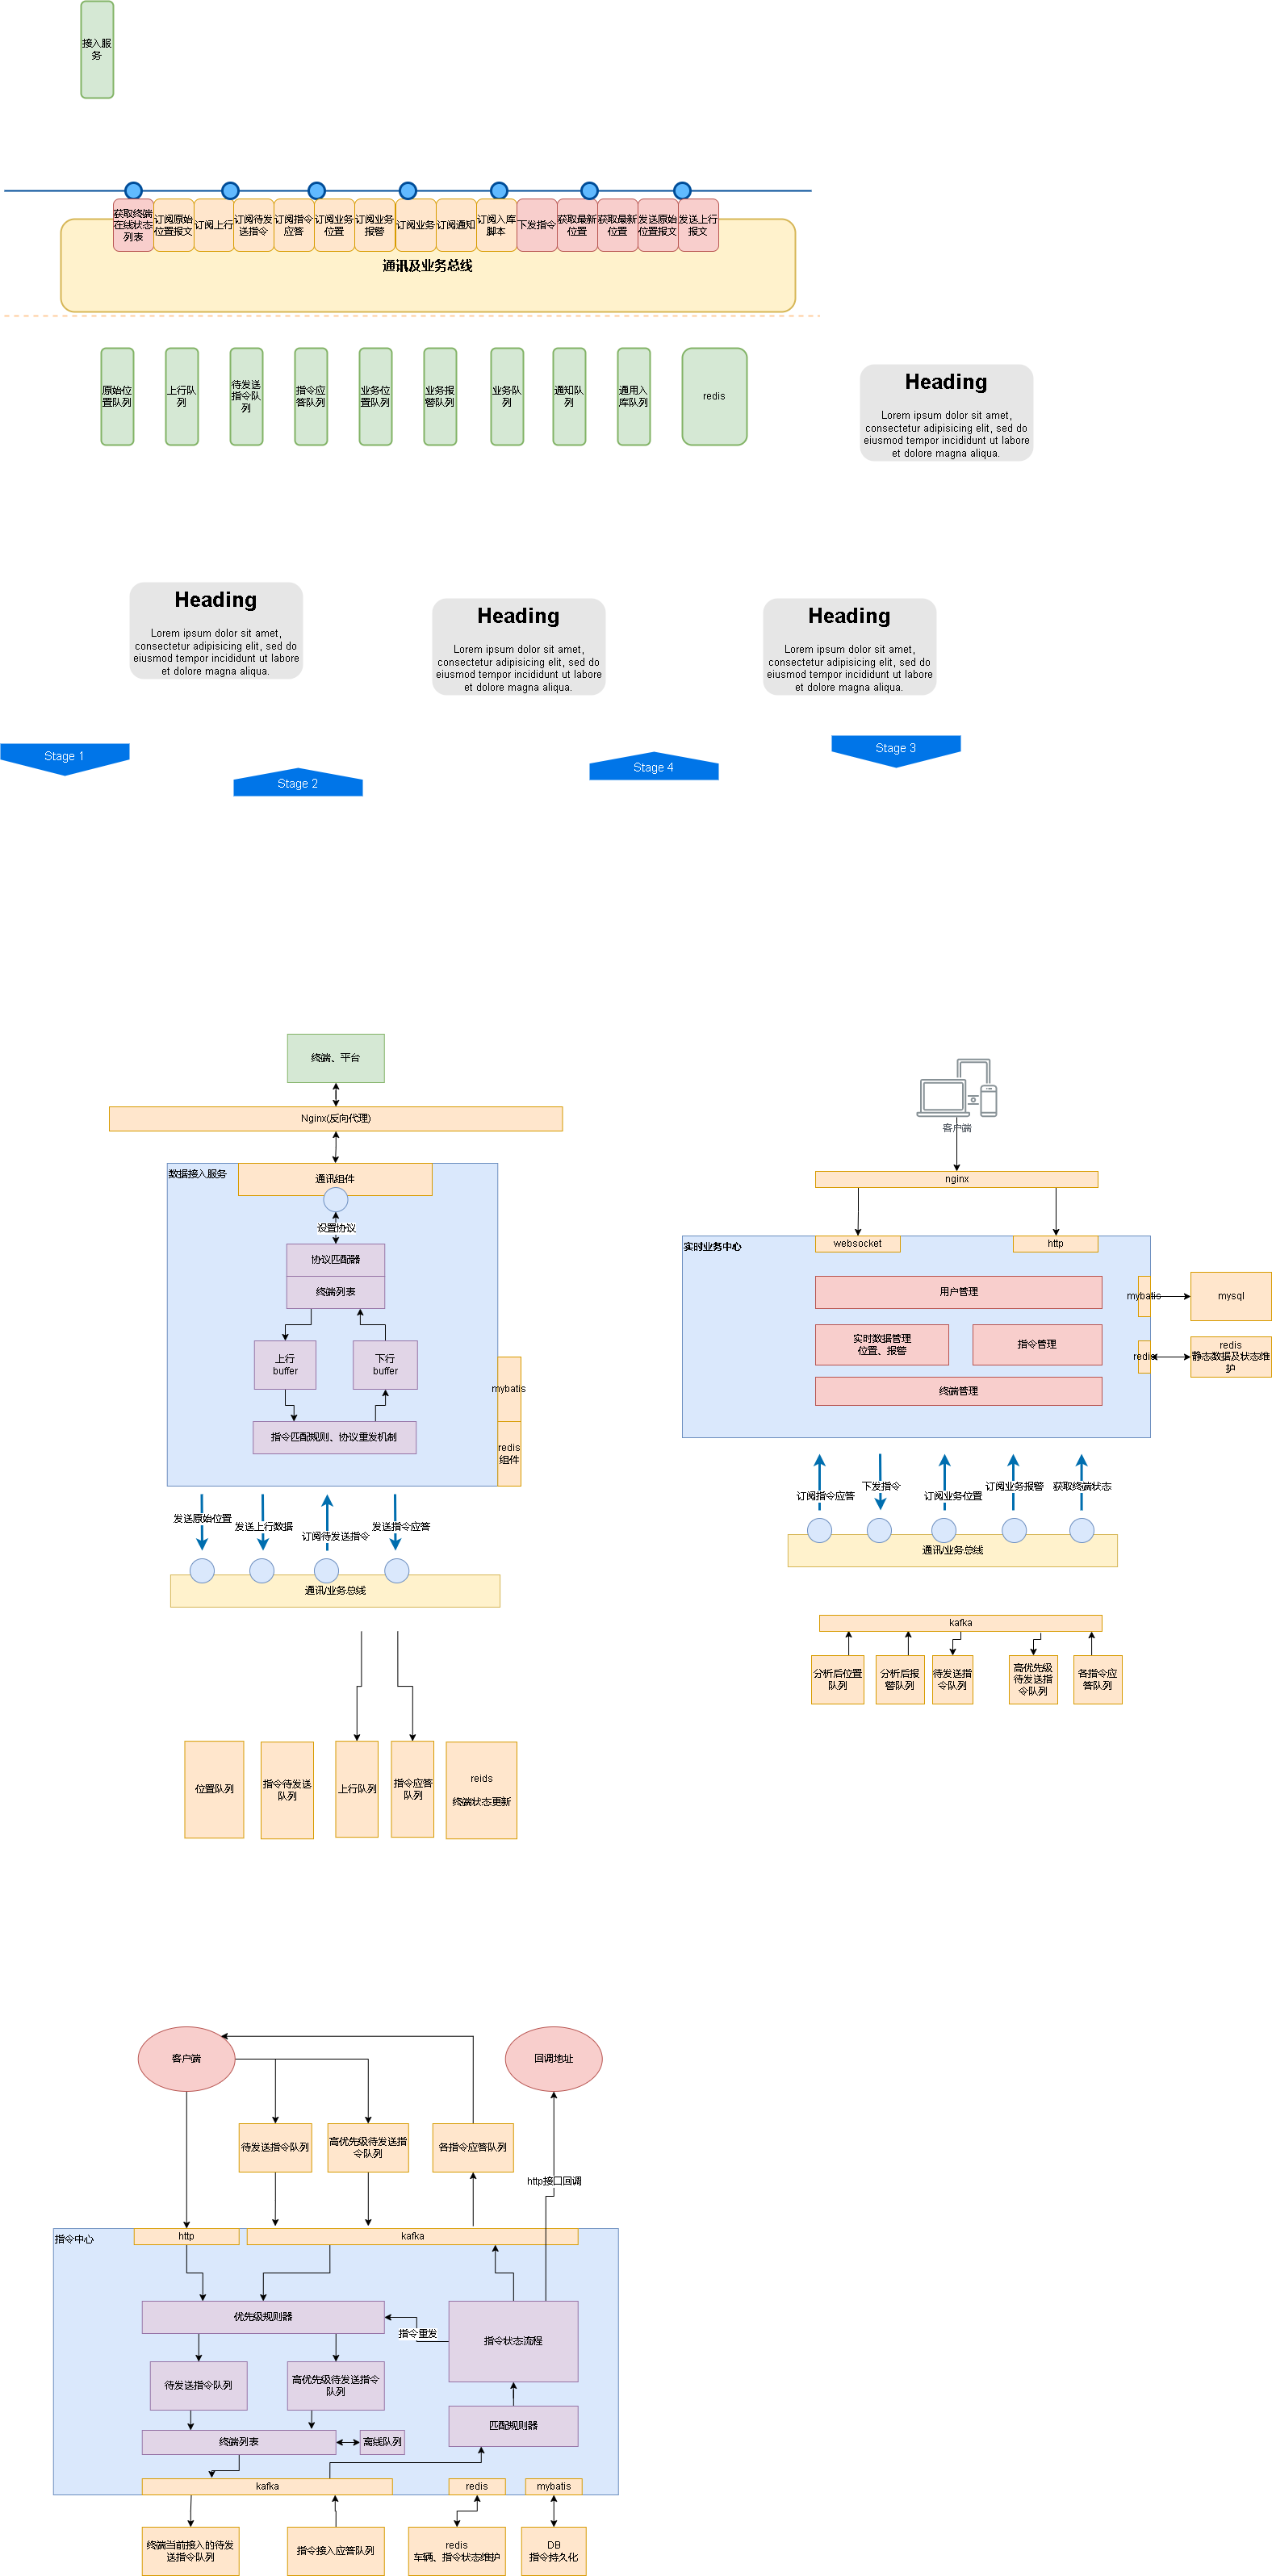 接入服
务
获取终端
在线状态
列表
订阅原始
位置报文
订阅上行
订阅待发
送指令
订阅指令
应答
订阅业务
位置
订阅业务
报警
订阅业务
订阅通知
订阅入库
脚本
下发指令
获取最新
位置
获取最新
位置
发送原始
位置报文
发送上行
报文
通讯及业务总线
原始位
置队列
上行队
列
待发送
指令队
列
指令应
答队列
业务位
置队列
业务报
警队列
业务队
列
通知队
列
通用入
库队列
redis
Heading
Lorem ipsum dolor sit amet,
consectetur adipisicing elit, sed do
eiusmod tempor incididunt ut labore
et dolore magna aliqua.
Heading
Lorem ipsum dolor sit amet,
consectetur adipisicing elit, sed do
eiusmod tempor incididunt ut labore
et dolore magna aliqua.
Heading
Lorem ipsum dolor sit amet,
consectetur adipisicing elit, sed do
eiusmod tempor incididunt ut labore
et dolore magna aliqua.
Heading
Lorem ipsum dolor sit amet,
consectetur adipisicing elit, sed do
eiusmod tempor incididunt ut labore
et dolore magna aliqua.
Stage 1
Stage 2
Stage 4
Stage 3
终端、平台
Nginx(反向代理)
数据接入服务
通讯组件
设置协议
协议匹配器
终端列表
上行
buffer
下行
buffer
指令匹配规则、协议重发机制
mybatis
redis
组件
发送原始位置
发送上行数据
订阅待发送指令
发送指令应答
通讯/业务总线
位置队列
指令待发送
队列
上行队列
指令应答
队列
reids
终端状态更新
客户端
nginx
实时业务中心
websocket
http
用户管理
实时数据管理
位置、报警
指令管理
终端管理
mybatis
mysql
redis
redis
静态数据及状态维
护
订阅指令应答
下发指令
订阅业务位置
订阅业务报警
获取终端状态
通讯/业务总线
kafka
分析后位置
队列
分析后报
警队列
待发送指
令队列
高优先级
待发送指
令队列
各指令应
答队列
客户端
回调地址
待发送指令队列
高优先级待发送指
令队列
各指令应答队列
http接口回调
指令中心
http
kafka
优先级规则器
指令重发
指令状态流程
待发送指令队列
高优先级待发送指令
队列
匹配规则器
终端列表
离线队列
kafka
redis
mybatis
终端当前接入的待发
送指令队列
指令接入应答队列
redis
车辆、指令状态维护
DB
指令持久化